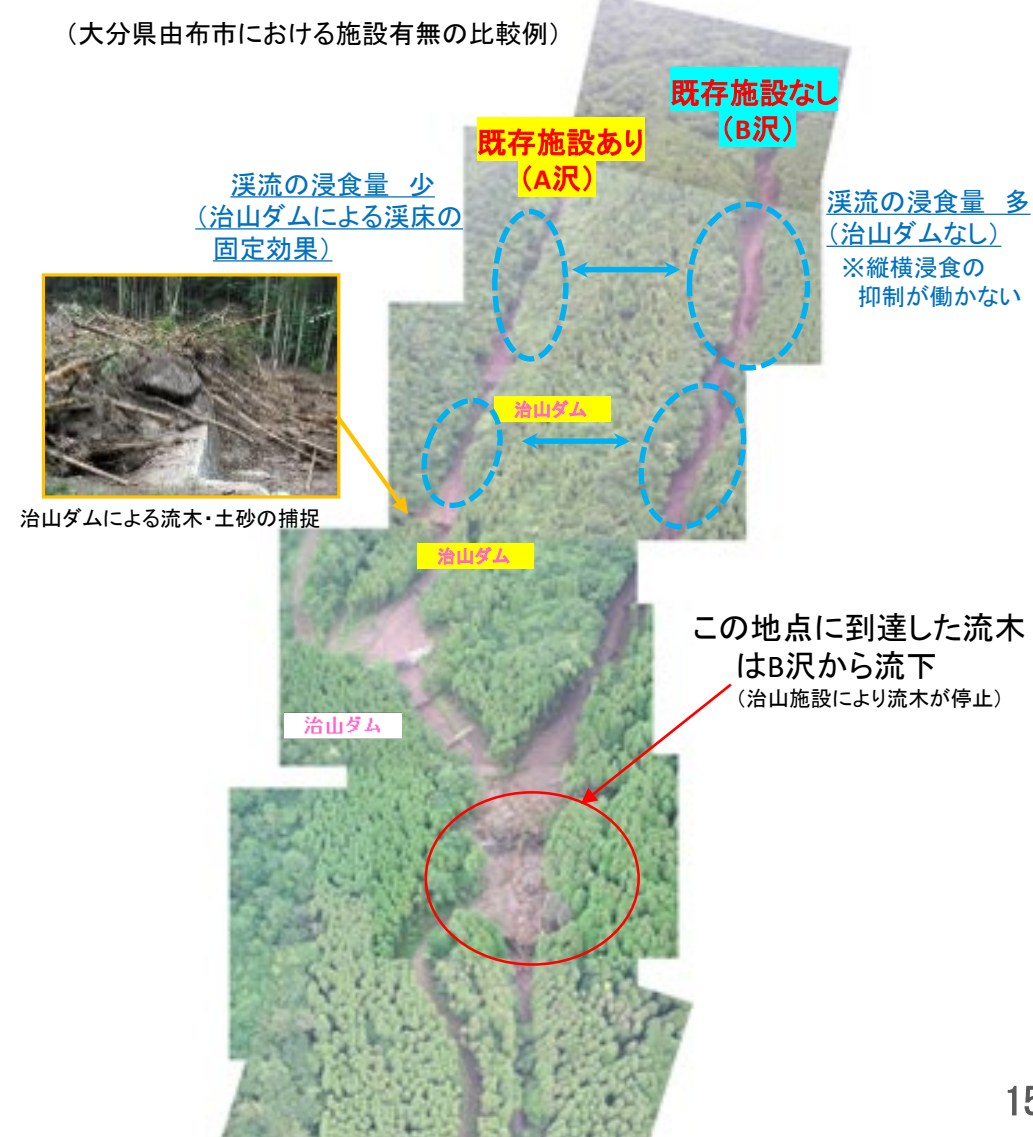 （大分県由布市における施設有無の比較例）
既存施設なし
（B沢）
既存施設あり
（A沢）
渓流の浸食量　少
（治山ダムによる渓床の
固定効果）
渓流の浸食量　多
（治山ダムなし）
※縦横浸食の
抑制が働かない
治山ダム
治山ダムによる流木・土砂の捕捉
治山ダム
この地点に到達した流木
はB沢から流下
（治山施設により流木が停止）
治山ダム
15